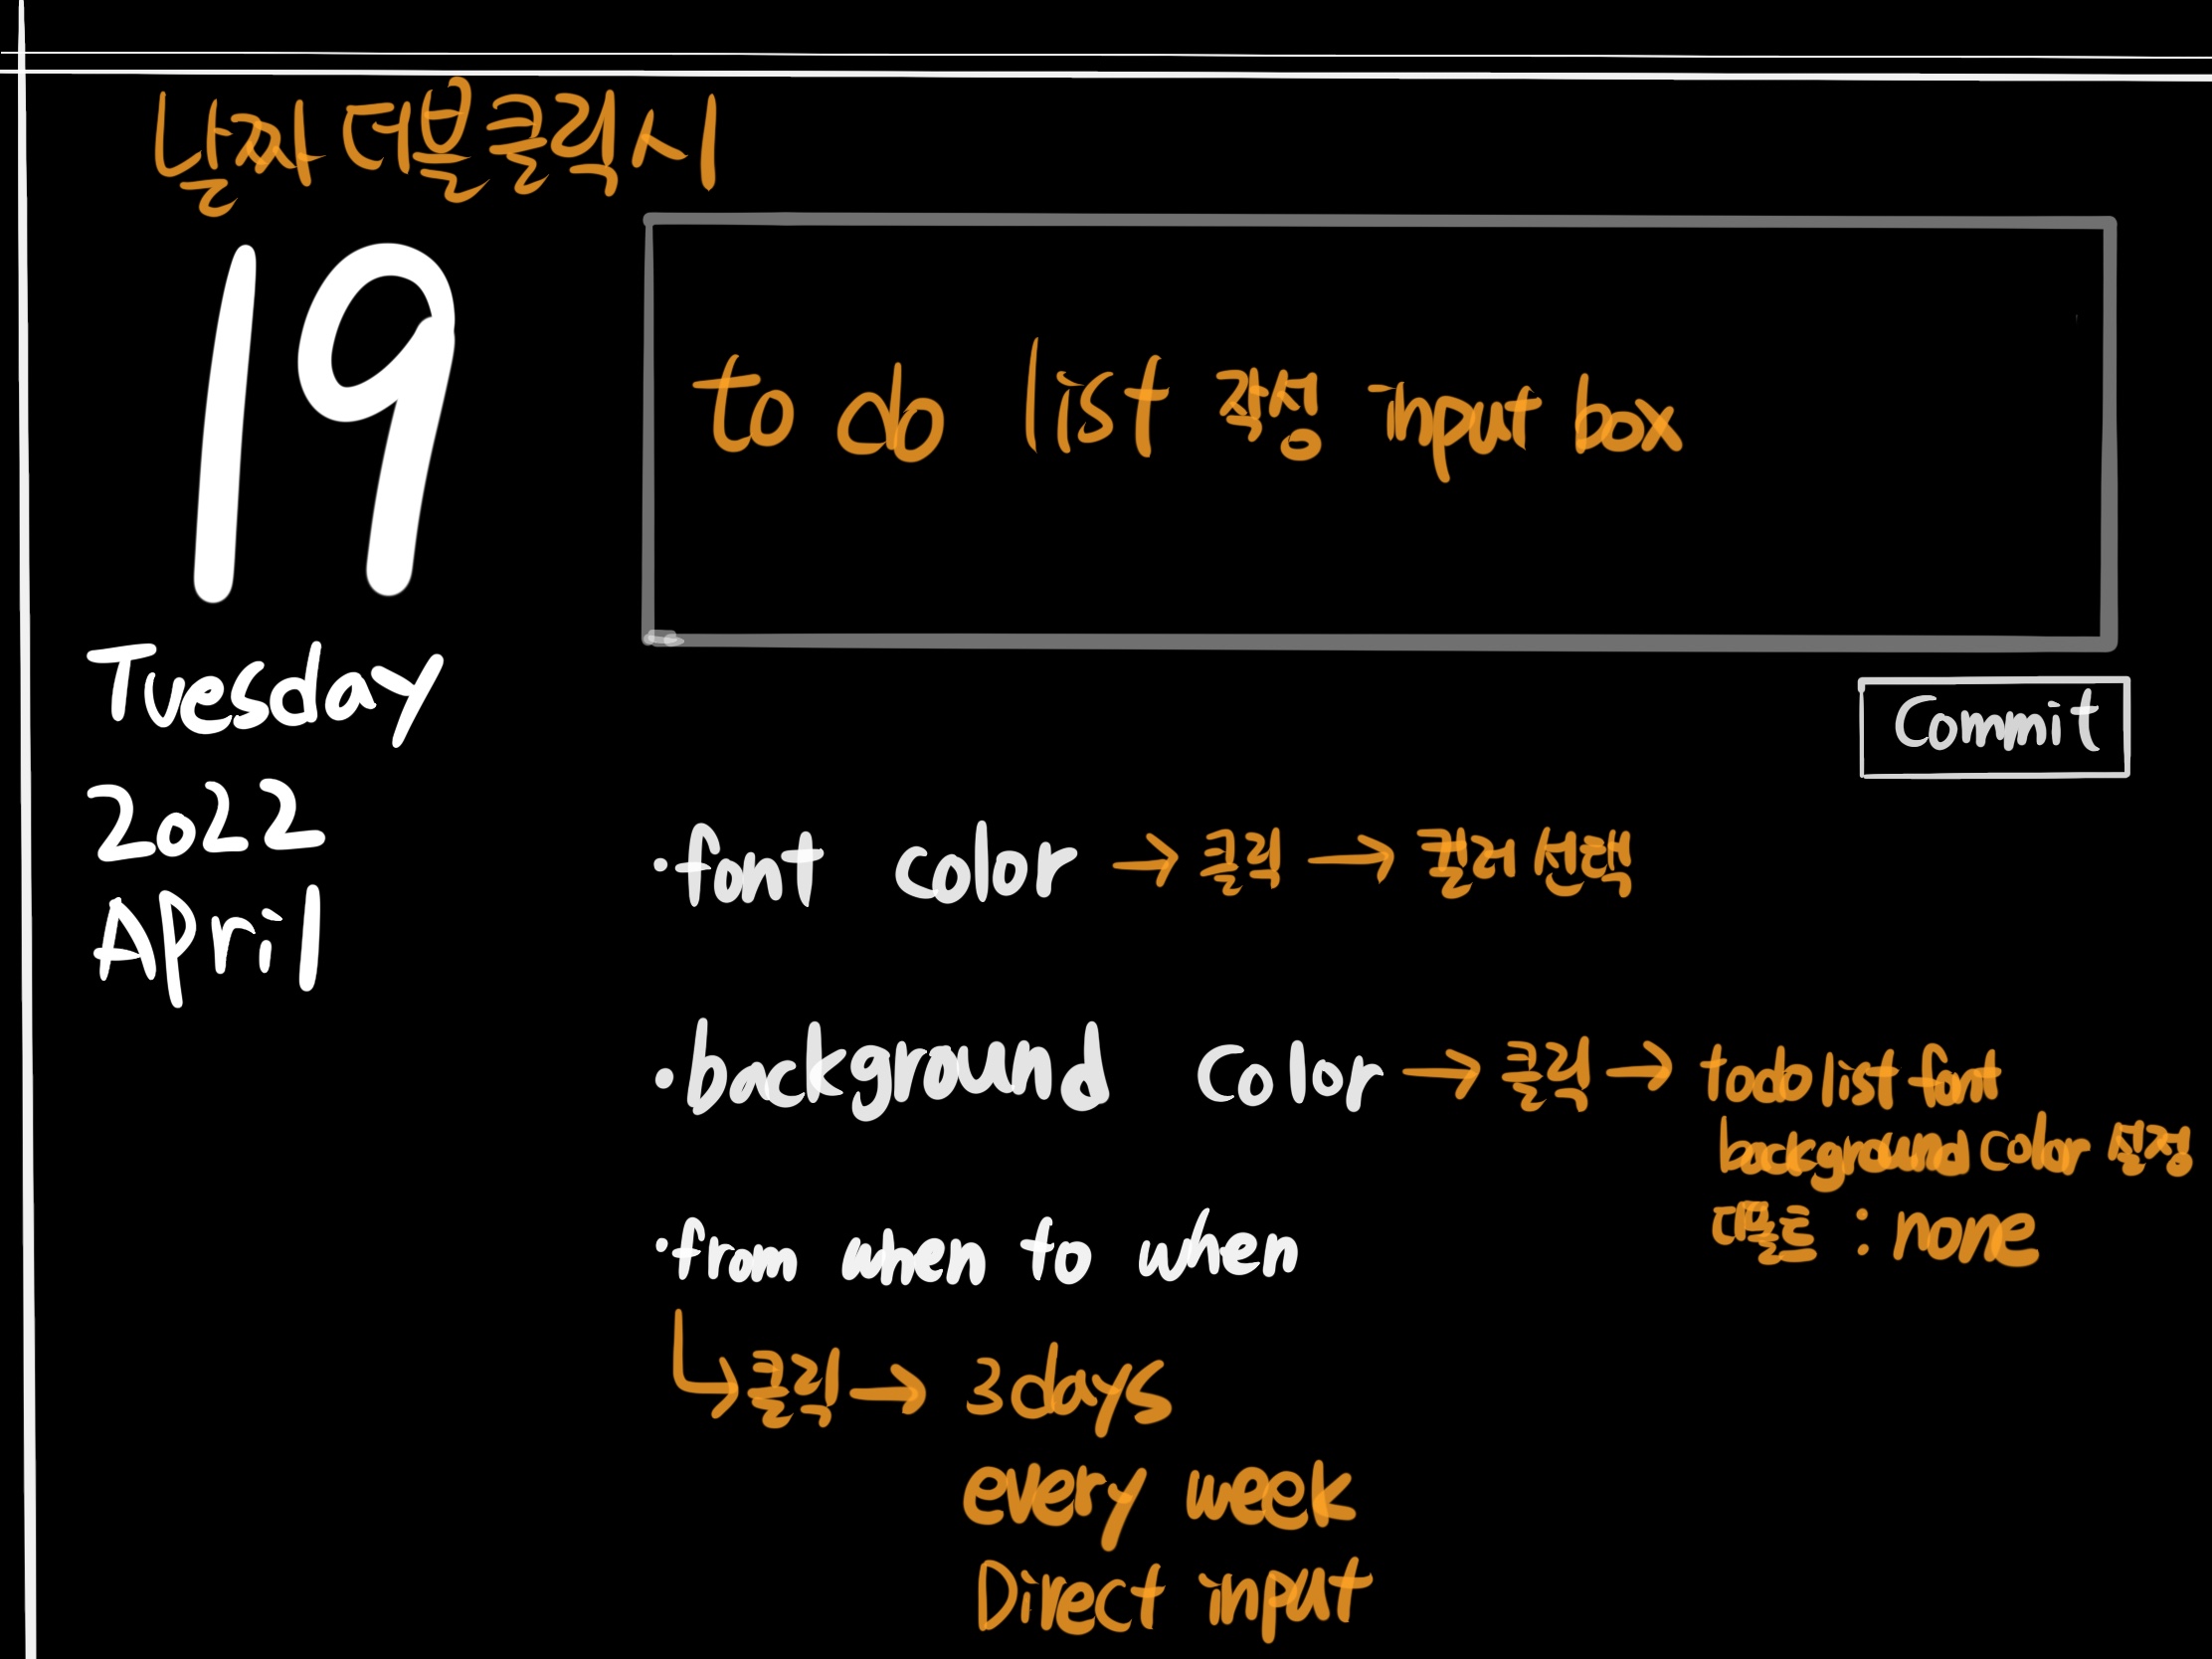 날짜 더블클릭 시
19
to do list 작성 input box
Tuesday
Commit
2022
April
·font color → 클릭 → 컬러 선택
·background Color → 클릭 → todo list font
background color 설정
디폴트 : none
·from when to when
↳ 클릭 → 3days
every week
Direct input